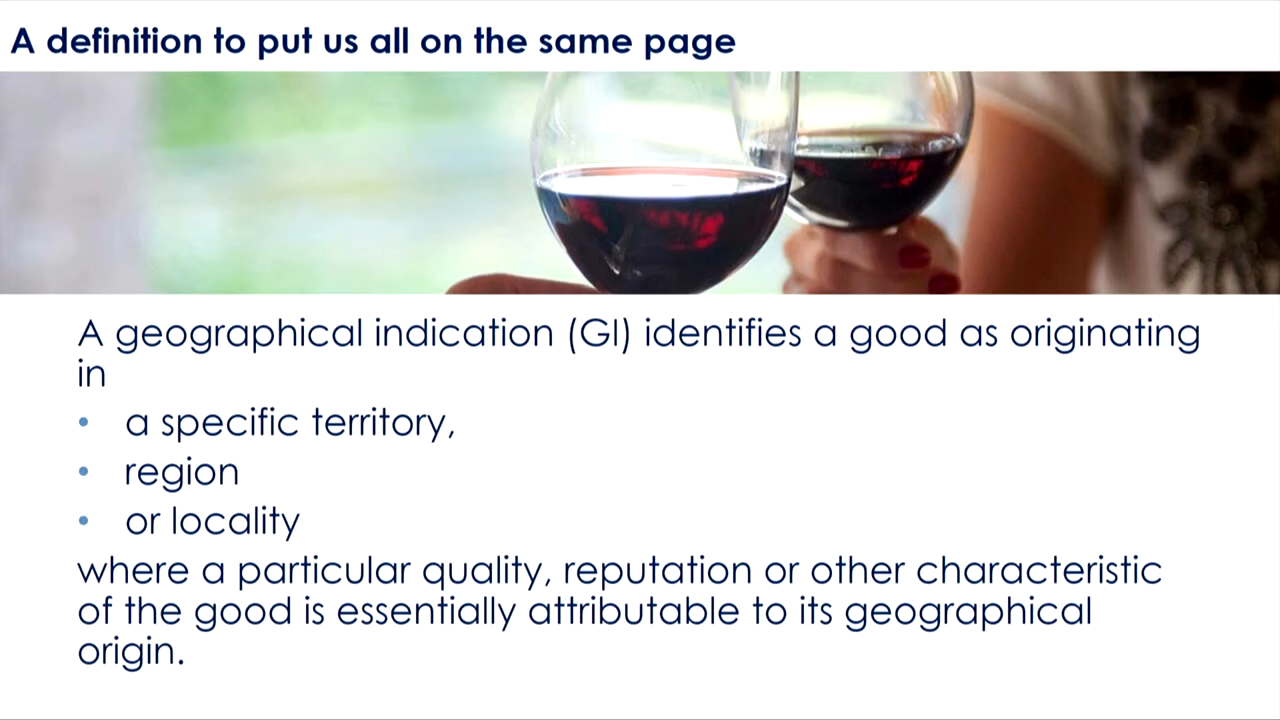 A definition to put us all on the same page
A geographical indication (GI) identifies a good as originating
in
• a specific territory,
• region
• or locality
where a particular quality, reputation or other characteristic
of the good is essentially attributable to its geographical
origin.